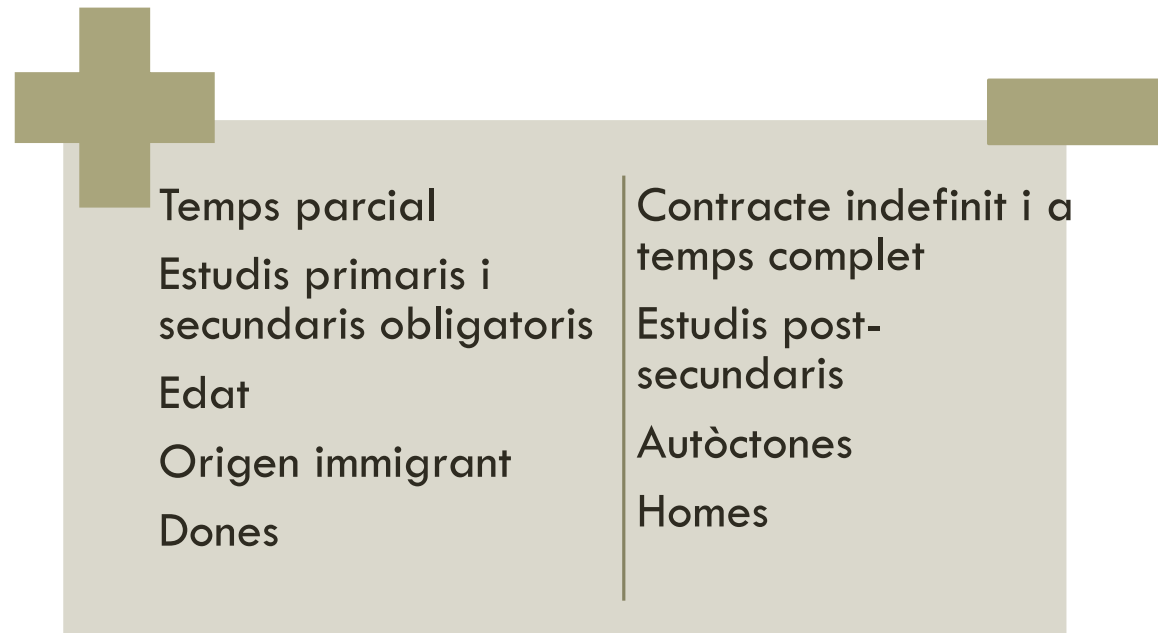 Temps parcial
Estudis primaris i
secundaris obligatoris
Edat
Origen immigrant
Dones
Contracte indefinit i a
temps complet
Estudis post-
secundaris
Autòctones
Homes